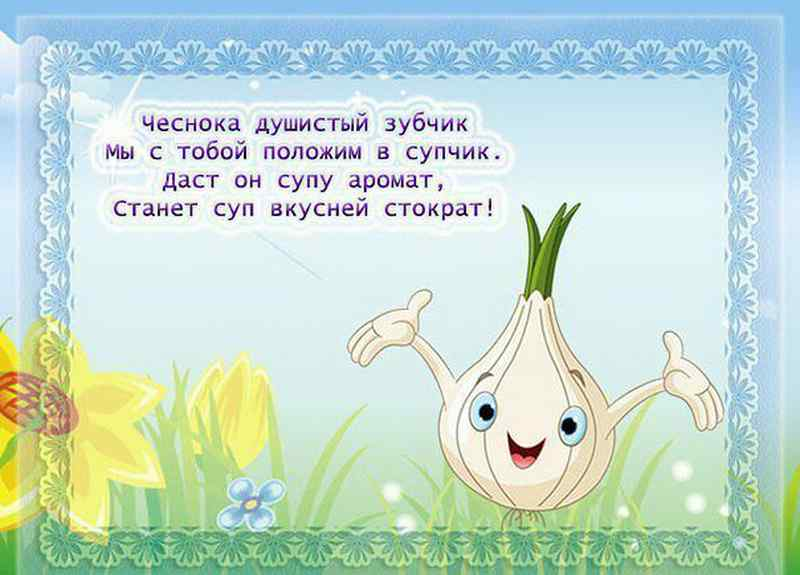 Чеснока душистый зубчик
Мы с тобой положим в супчик.
Даст он супу аромат,
Станет суп вкусней стократ!